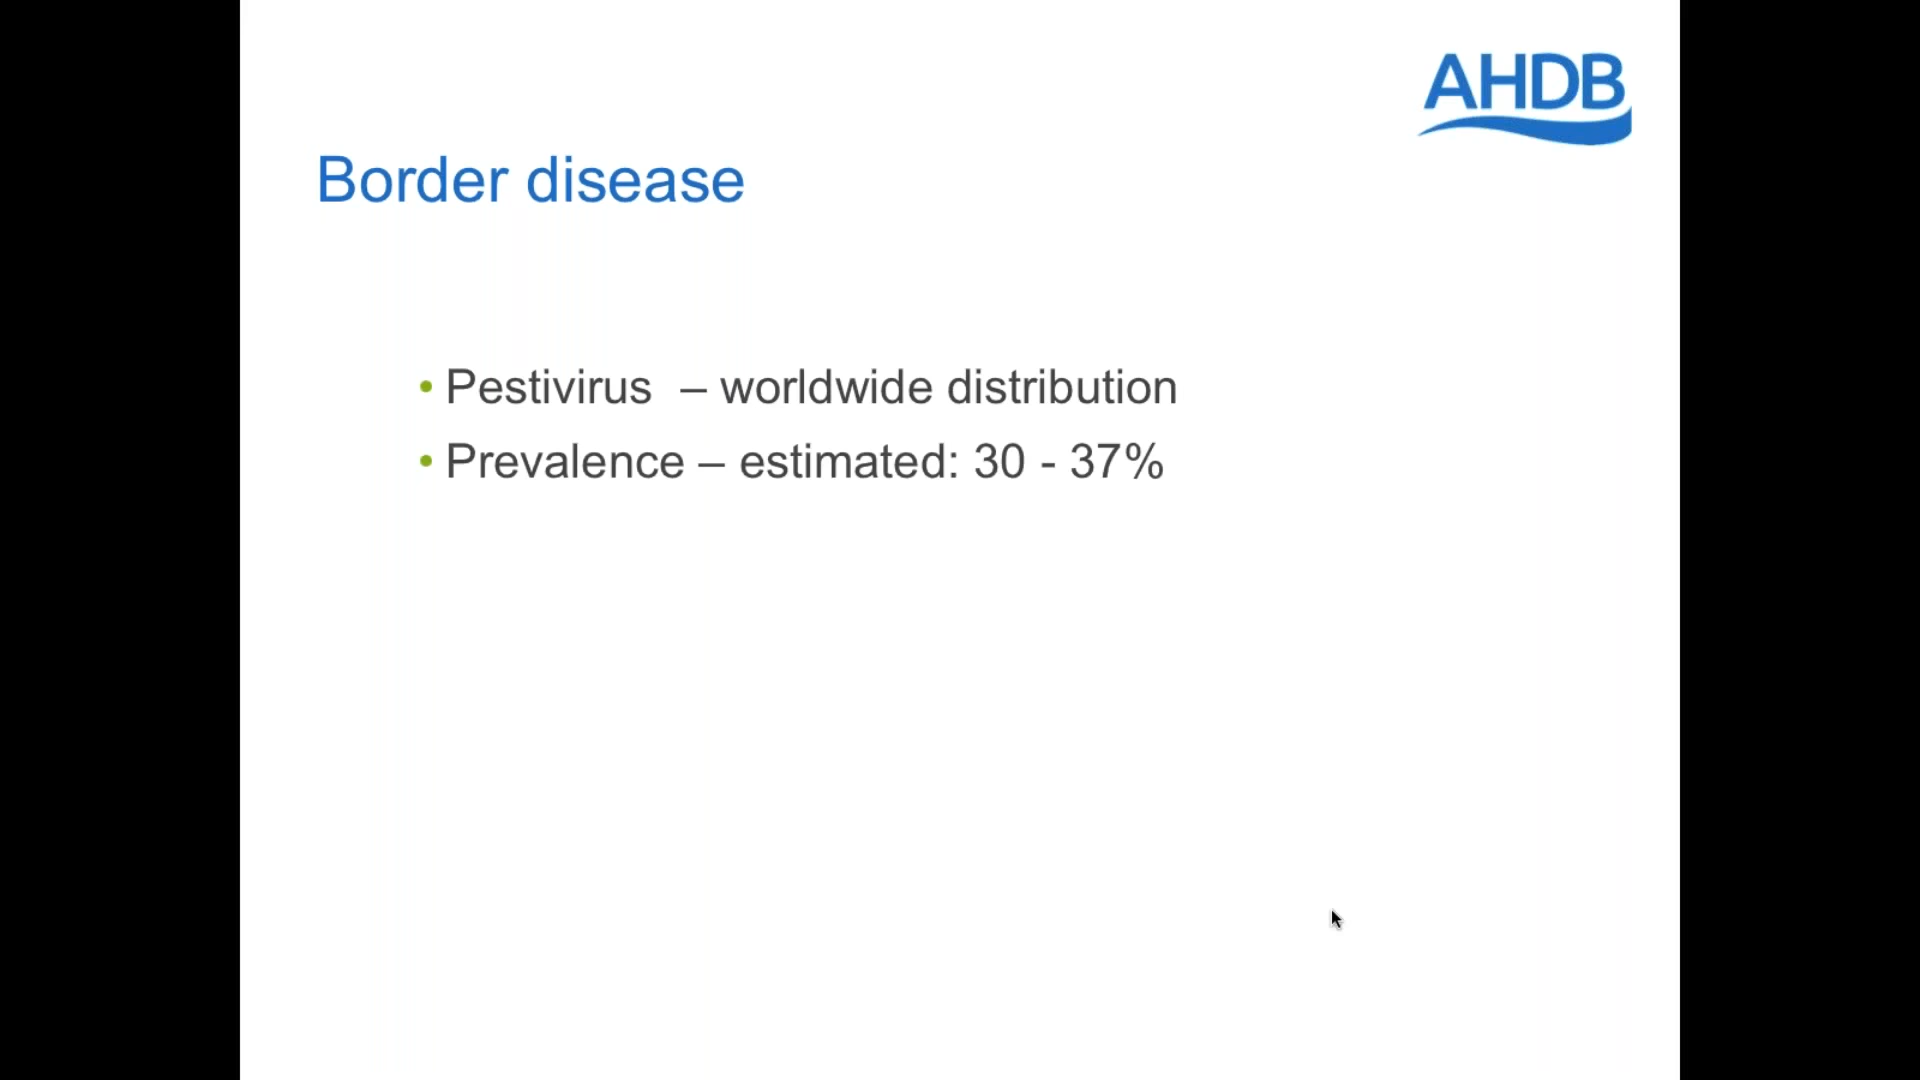 AHDB
Border disease
• Pestivirus  – worldwide distribution
• Prevalence – estimated: 30 - 37%